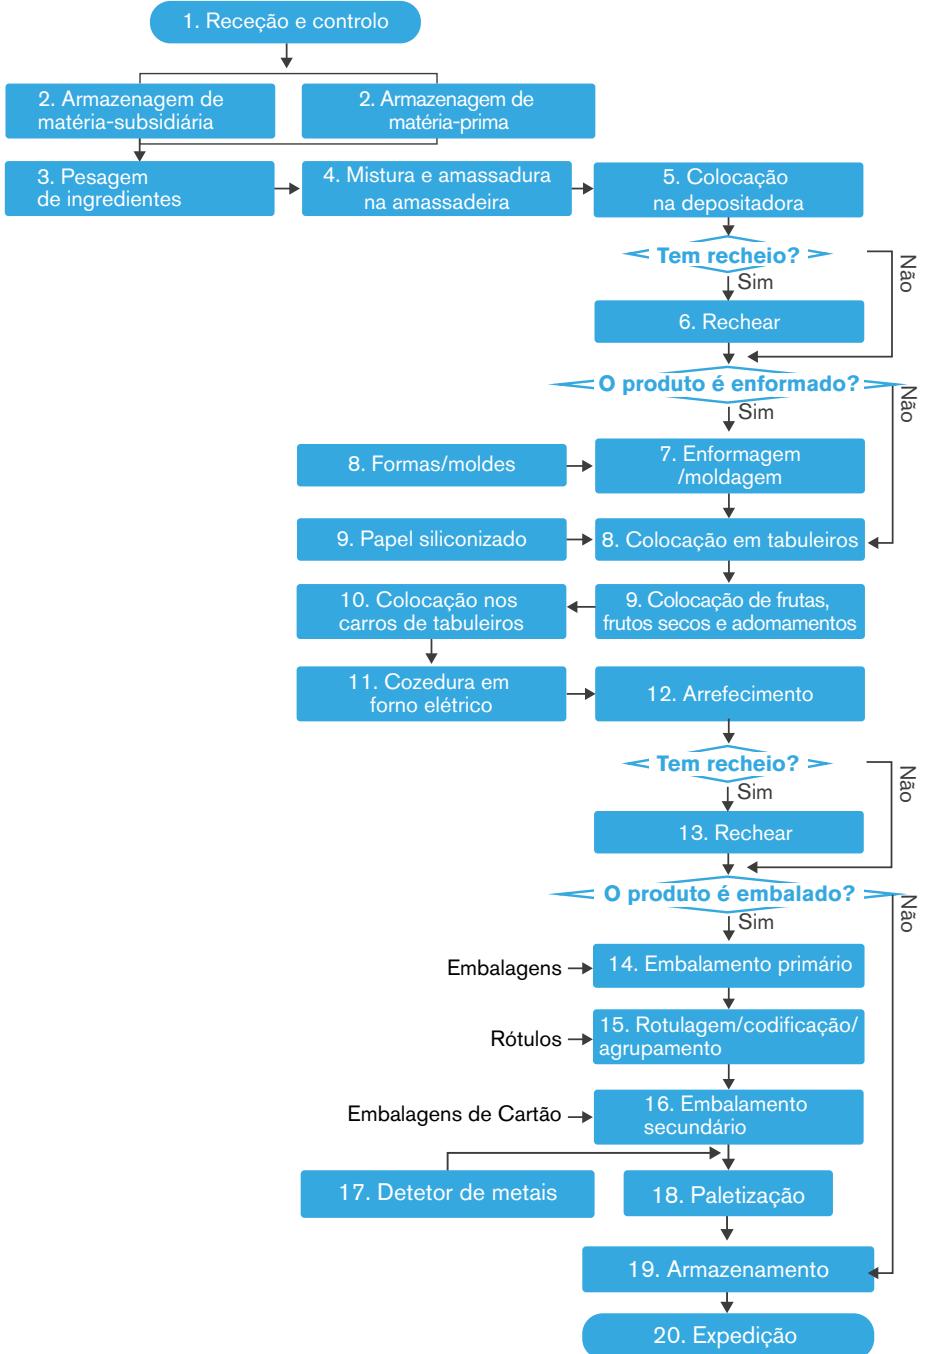 1. Receção e controlo
2. Armazenagem de
matéria-subsidiária
2. Armazenagem de
matéria-prima
3. Pesagem
de ingredientes
4. Mistura e amassadura
na amassadeira
5. Colocação
na depositadora
Tem recheio?
Não
Sim
6. Rechear
O produto é enformado?
Não
Sim
8. Formas/moldes
7. Enformagem
/moldagem
9. Papel siliconizado
8. Colocação em tabuleiros
10. Colocação nos
carros de tabuleiros
9. Colocação de frutas,
frutos secos e adornamentos
11. Cozedura em
forno elétrico
12. Arrefecimento
Tem recheio?
Não
Sim
13. Rechear
O produto é embalado?
Não
Sim
Embalagens
14. Embalamento primário
Rótulos
15. Rotulagem/codificação/
agrupamento
Embalagens de Cartão
16. Embalamento
secundário
17. Detetor de metais
18. Paletização
19. Armazenamento
20. Expedição